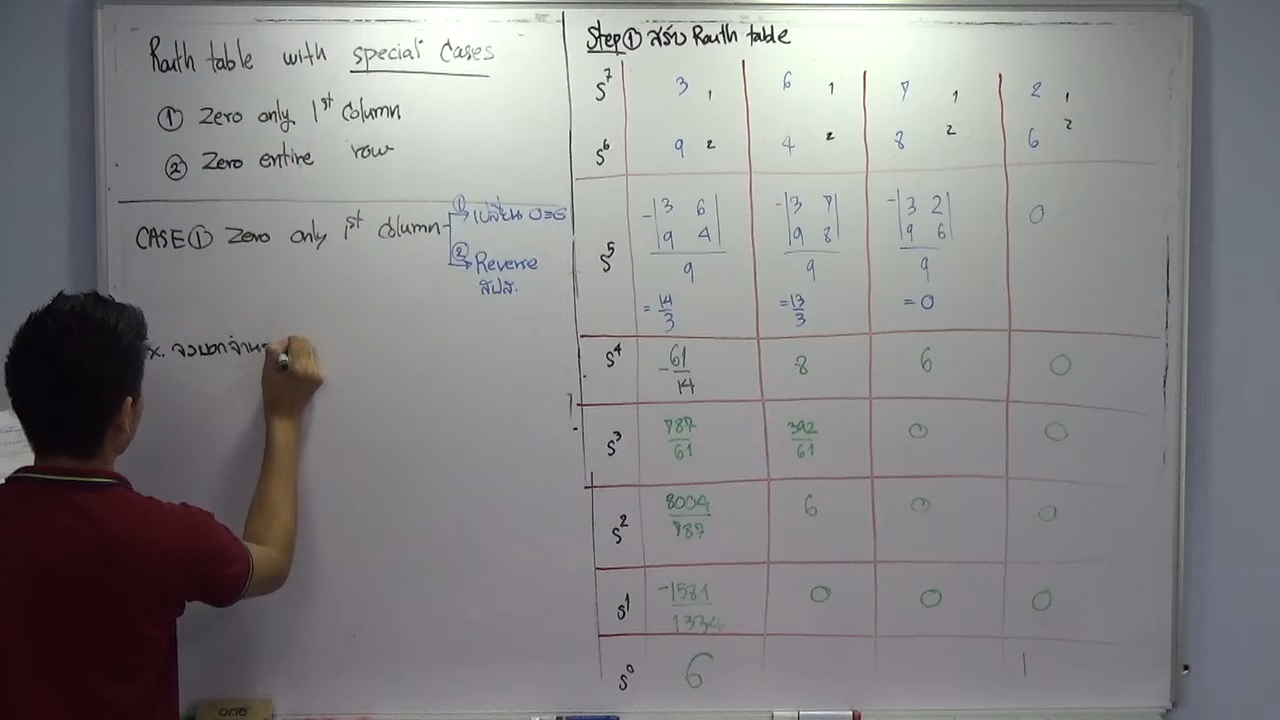 Routh table with special Cases
① Zero only 1st Column
② Zero entire row
CASE① Zero only 1st column
① เปลี่ยน 0=ϵ
② Reverse
สปส.
x. จงบอกจำน
Step① สร้าง Routh table
s7 3 1 6 1 7 1 2 1
s6 9 2 4 2 8 2 6 2
s5 -|3 6| -|3 7| -|3 2| 0
|9 4| |9 8| |9 6|
9 9 9
=14/3 =13/3 =0
s4 -61/14 8 6 0
s3 787/61 392/61 0 0
s2 8004/787 6 0 0
s1 -1581/1334 0 0 0
s0 6
one